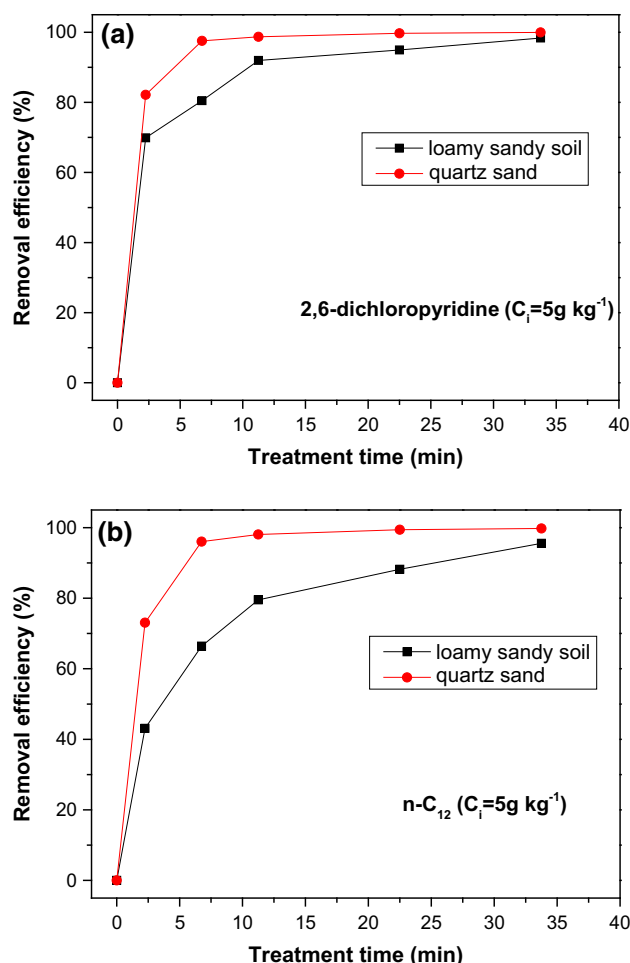 (a)
100
80
60
40
20
0
Removal efficiency (%)
loamy sandy soil
quartz sand
2,6-dichloropyridine (Cᵢ=5g kg⁻¹)
0 5 10 15 20 25 30 35 40
Treatment time (min)
(b)
100
80
60
40
20
0
Removal efficiency (%)
loamy sandy soil
quartz sand
n-C₁₂ (Cᵢ=5g kg⁻¹)
0 5 10 15 20 25 30 35 40
Treatment time (min)